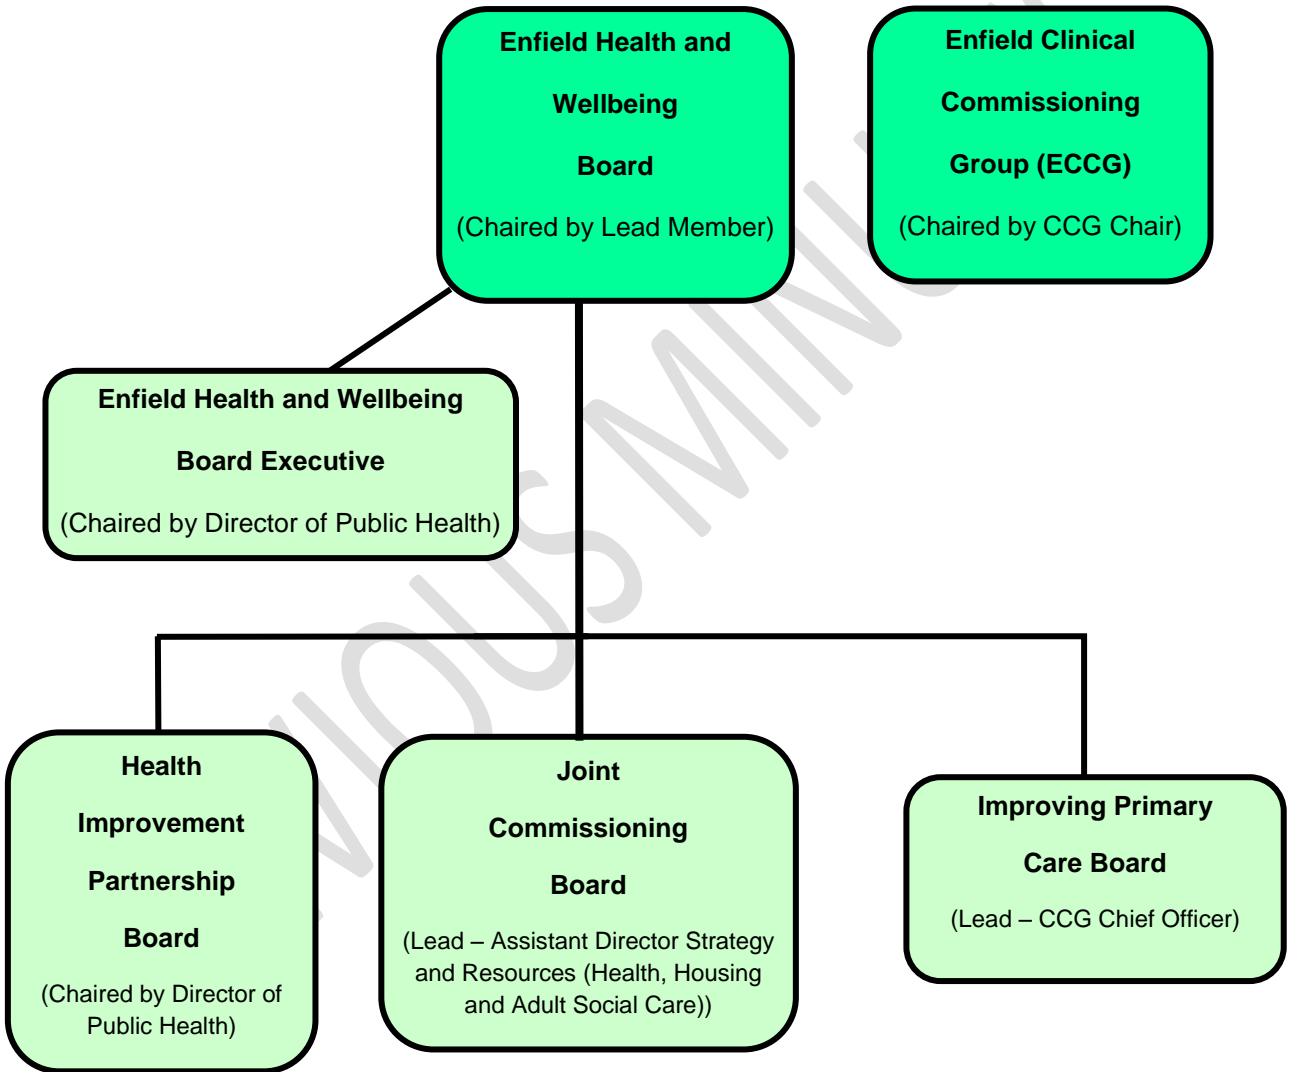 Enfield Health and
Wellbeing
Board
(Chaired by Lead Member)
Enfield Clinical
Commissioning
Group (ECCG)
(Chaired by CCG Chair)
Enfield Health and Wellbeing
Board Executive
(Chaired by Director of Public Health)
Health
Improvement
Partnership
Board
(Chaired by Director of
Public Health)
Joint
Commissioning
Board
(Lead – Assistant Director Strategy
and Resources (Health, Housing
and Adult Social Care))
Improving Primary
Care Board
(Lead – CCG Chief Officer)